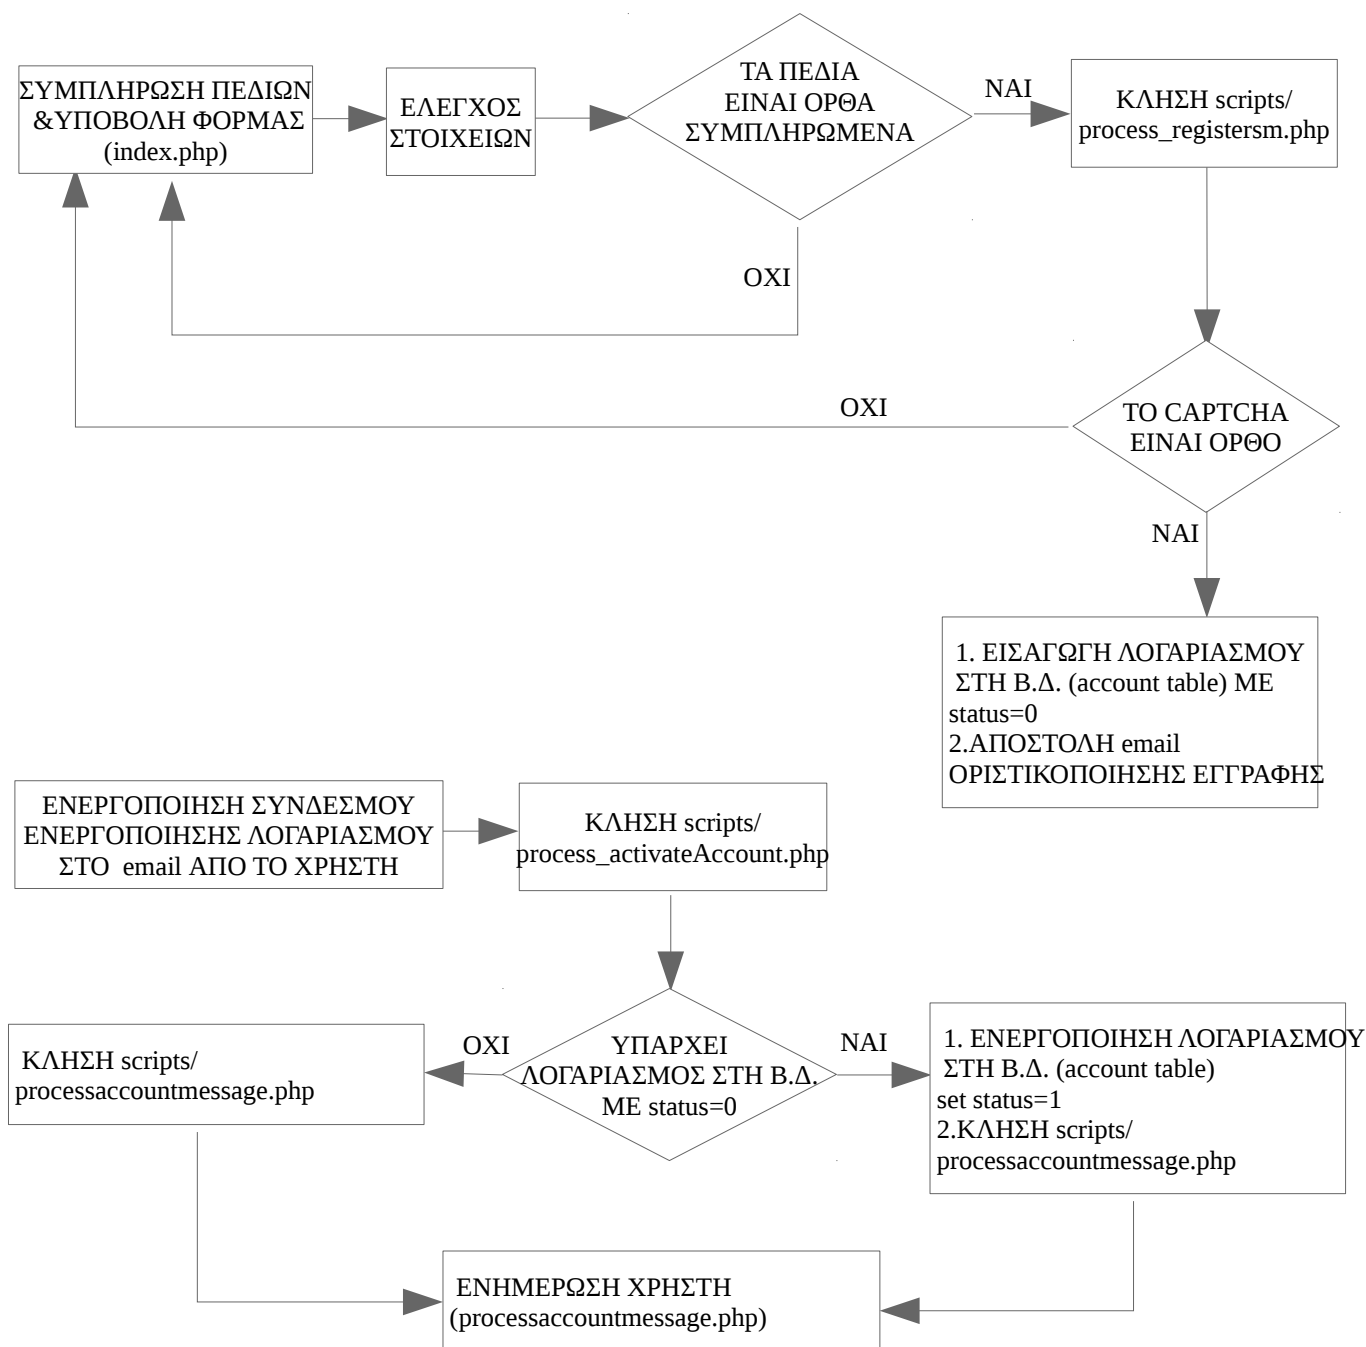 ΣΥΜΠΛΗΡΩΣΗ ΠΕΔΙΩΝ
&ΥΠΟΒΟΛΗ ΦΟΡΜΑΣ
(index.php)
ΕΛΕΓΧΟΣ
ΣΤΟΙΧΕΙΩΝ
ΤΑ ΠΕΔΙΑ
ΕΙΝΑΙ ΟΡΘΑ
ΣΥΜΠΛΗΡΩΜΕΝΑ
ΝΑΙ
ΚΛΗΣΗ scripts/
process_registersm.php
ΟΧΙ
ΤΟ CAPTCHA
ΕΙΝΑΙ ΟΡΘΟ
ΟΧΙ
ΝΑΙ
1. ΕΙΣΑΓΩΓΗ ΛΟΓΑΡΙΑΣΜΟΥ
ΣΤΗ Β.Δ. (account table) ΜΕ
status=0
2.ΑΠΟΣΤΟΛΗ email
ΟΡΙΣΤΙΚΟΠΟΙΗΣΗΣ ΕΓΓΡΑΦΗΣ
ΕΝΕΡΓΟΠΟΙΗΣΗ ΣΥΝΔΕΣΜΟΥ
ΕΝΕΡΓΟΠΟΙΗΣΗΣ ΛΟΓΑΡΙΑΣΜΟΥ
ΣΤΟ email ΑΠΟ ΤΟ ΧΡΗΣΤΗ
ΚΛΗΣΗ scripts/
process_activateAccount.php
ΥΠΑΡΧΕΙ
ΛΟΓΑΡΙΑΣΜΟΣ ΣΤΗ Β.Δ.
ΜΕ status=0
ΟΧΙ
ΝΑΙ
ΚΛΗΣΗ scripts/
processaccountmessage.php
1. ΕΝΕΡΓΟΠΟΙΗΣΗ ΛΟΓΑΡΙΑΣΜΟΥ
ΣΤΗ Β.Δ. (account table)
set status=1
2.ΚΛΗΣΗ scripts/
processaccountmessage.php
ΕΝΗΜΕΡΩΣΗ ΧΡΗΣΤΗ
(processaccountmessage.php)